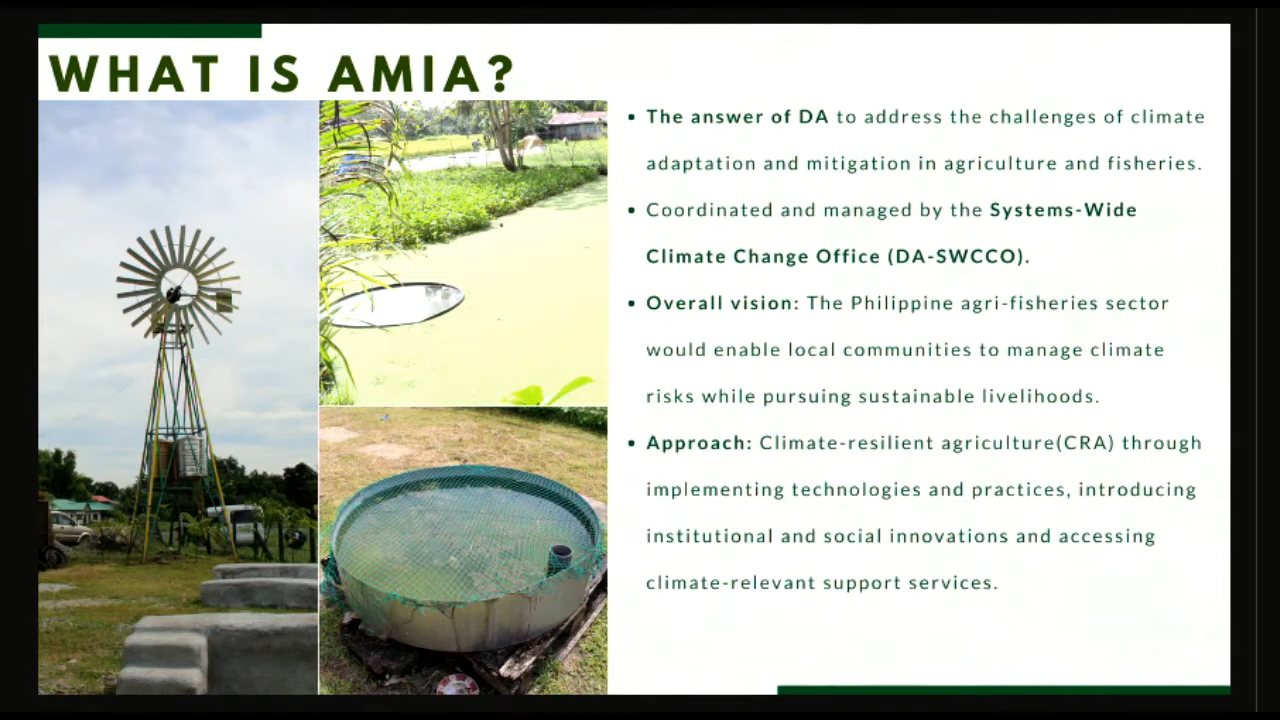 WHAT IS AMIA?
• The answer of DA to address the challenges of climate
adaptation and mitigation in agriculture and fisheries.
• Coordinated and managed by the Systems-Wide
Climate Change Office (DA-SWCCO).
• Overall vision: The Philippine agri-fisheries sector
would enable local communities to manage climate
risks while pursuing sustainable livelihoods.
• Approach: Climate-resilient agriculture(CRA) through
implementing technologies and practices, introducing
institutional and social innovations and accessing
climate-relevant support services.